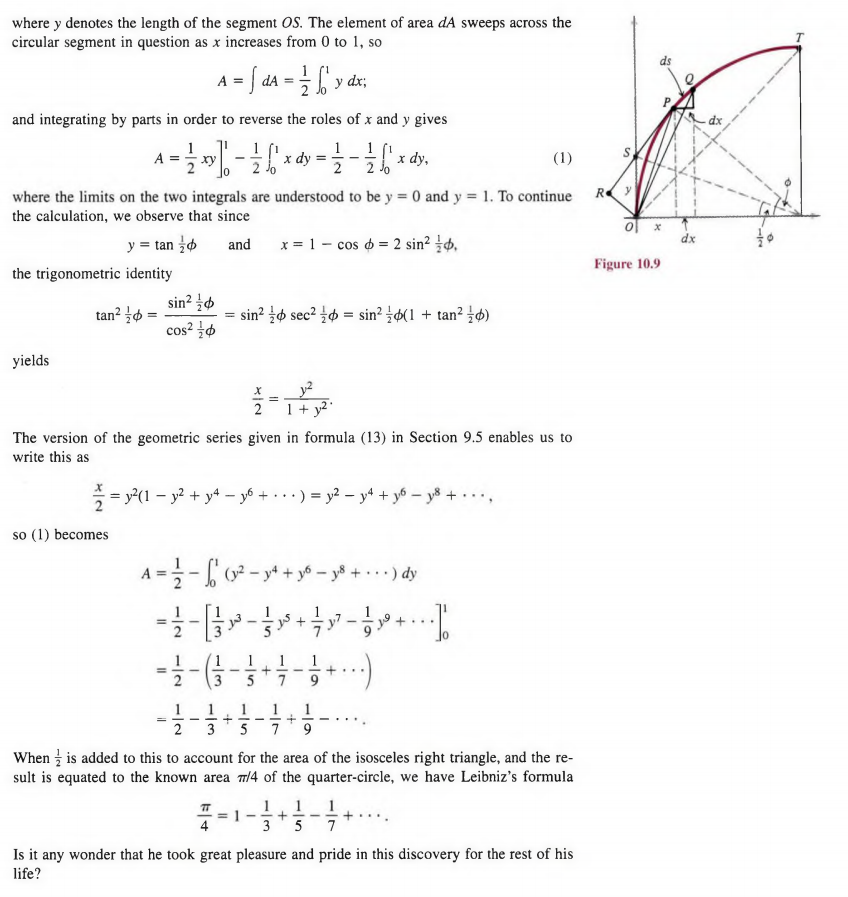 where y denotes the length of the segment OS. The element of area dA sweeps across the
circular segment in question as x increases from 0 to 1, so
A = ∫ dA = 1/2 ∫₀¹ y dx;
and integrating by parts in order to reverse the roles of x and y gives
A = 1/2 xy]₀¹ − 1/2 ∫₀¹ x dy = 1/2 − 1/2 ∫₀¹ x dy, (1)
where the limits on the two integrals are understood to be y = 0 and y = 1. To continue
the calculation, we observe that since
y = tan ½ϕ and x = 1 − cos ϕ = 2 sin² ½ϕ,
the trigonometric identity
tan² ½ϕ = sin² ½ϕ / cos² ½ϕ = sin² ½ϕ sec² ½ϕ = sin² ½ϕ(1 + tan² ½ϕ)
yields
x/2 = y²/(1 + y²).
The version of the geometric series given in formula (13) in Section 9.5 enables us to
write this as
x/2 = y²(1 − y² + y⁴ − y⁶ + · · ·) = y² − y⁴ + y⁶ − y⁸ + · · ·,
so (1) becomes
A = 1/2 − ∫₀¹ (y² − y⁴ + y⁶ − y⁸ + · · ·) dy
= 1/2 − [1/3 y³ − 1/5 y⁵ + 1/7 y⁷ − 1/9 y⁹ + · · ·]₀¹
= 1/2 − (1/3 − 1/5 + 1/7 − 1/9 + · · ·)
= 1/2 − 1/3 + 1/5 − 1/7 + 1/9 − · · ·.
When ½ is added to this to account for the area of the isosceles right triangle, and the re-
sult is equated to the known area π/4 of the quarter-circle, we have Leibniz's formula
π/4 = 1 − 1/3 + 1/5 − 1/7 + · · ·.
Is it any wonder that he took great pleasure and pride in this discovery for the rest of his
life?
T
ds
Q
P
dx
S
R
y
ϕ
O
x
dx
½ϕ
Figure 10.9